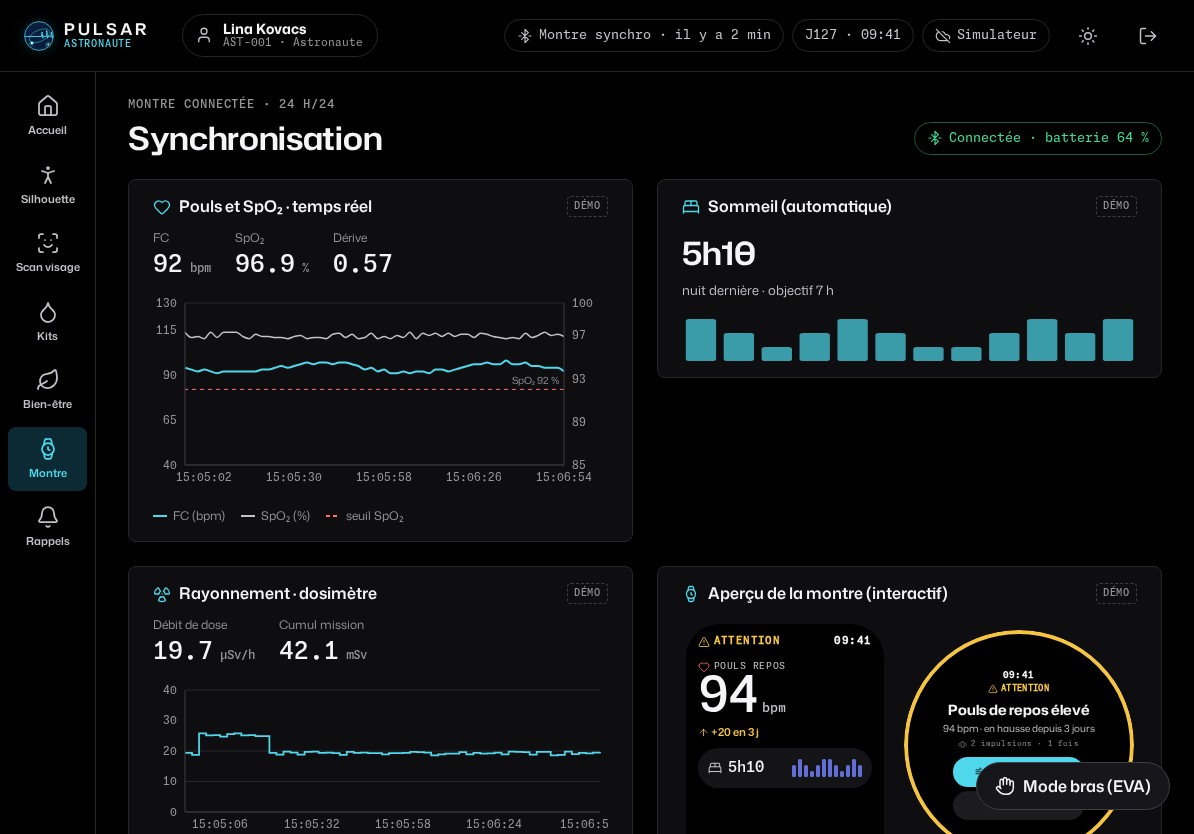 PULSAR
ASTRONAUTE
Lina Kovacs
AST-001 · Astronaute
Montre synchro · il y a 2 min
J127 · 09:41
Simulateur
Accueil
Silhouette
Scan visage
Kits
Bien-être
Montre
Rappels
MONTRE CONNECTÉE · 24 H/24
Synchronisation
Connectée · batterie 64 %
Pouls et SpO₂ · temps réel
DÉMO
FC
SpO₂
Dérive
92 bpm
96.9 %
0.57
130
115
90
65
40
100
97
93
89
85
SpO₂ 92 %
15:05:02
15:05:30
15:05:58
15:06:26
15:06:54
FC (bpm)
SpO₂ (%)
seuil SpO₂
Sommeil (automatique)
DÉMO
5h10
nuit dernière · objectif 7 h
Rayonnement · dosimètre
DÉMO
Débit de dose
Cumul mission
19.7 µSv/h
42.1 mSv
40
30
20
10
0
15:05:06
15:05:32
15:05:58
15:06:24
15:06:5
Aperçu de la montre (interactif)
DÉMO
ATTENTION
09:41
POULS REPOS
94 bpm
+20 en 3 j
5h10
09:41
ATTENTION
Pouls de repos élevé
94 bpm · en hausse depuis 3 jours
2 impulsions · 1 fois
Mode bras (EVA)